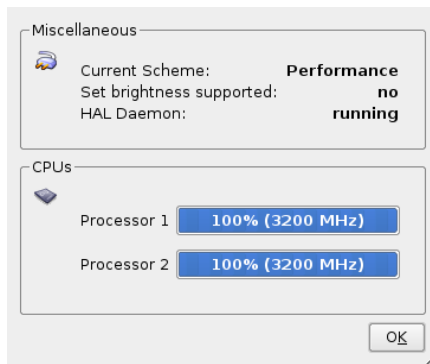 Miscellaneous
Current Scheme: Performance
Set brightness supported: no
HAL Daemon: running
CPUs
Processor 1 100% (3200 MHz)
Processor 2 100% (3200 MHz)
OK